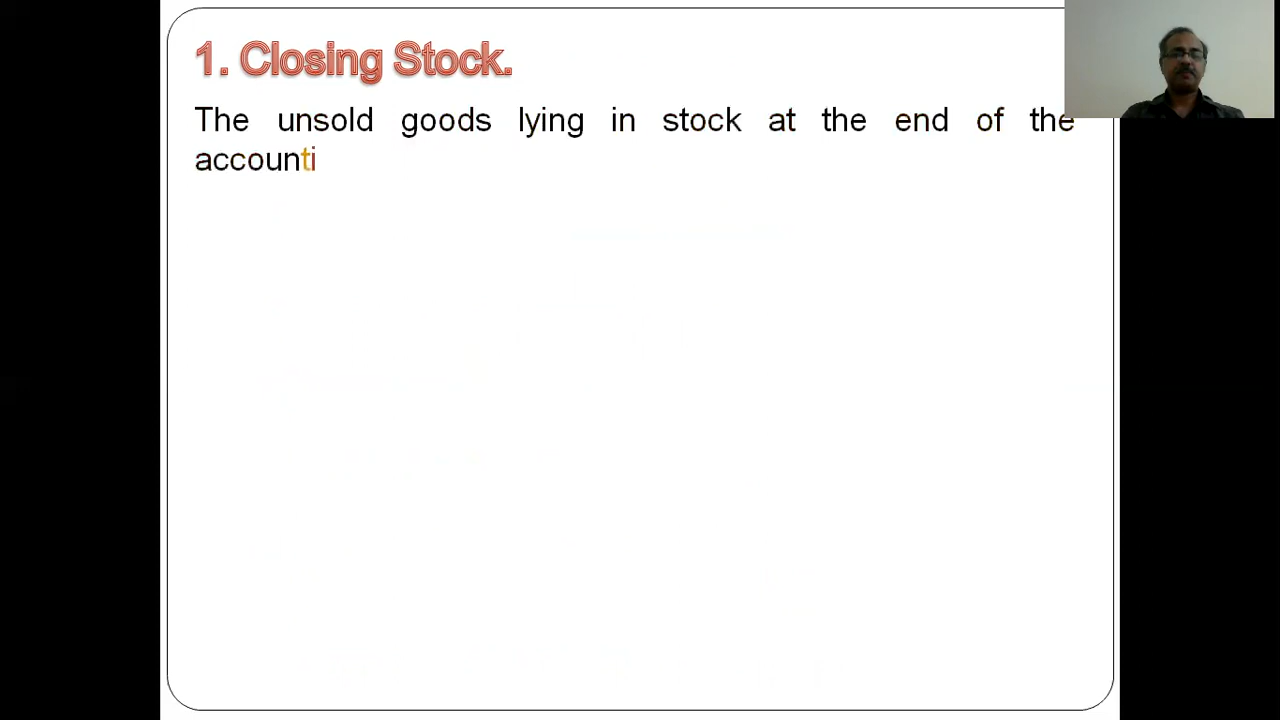 1. Closing Stock.
The unsold goods lying in stock at the end of the
accounti